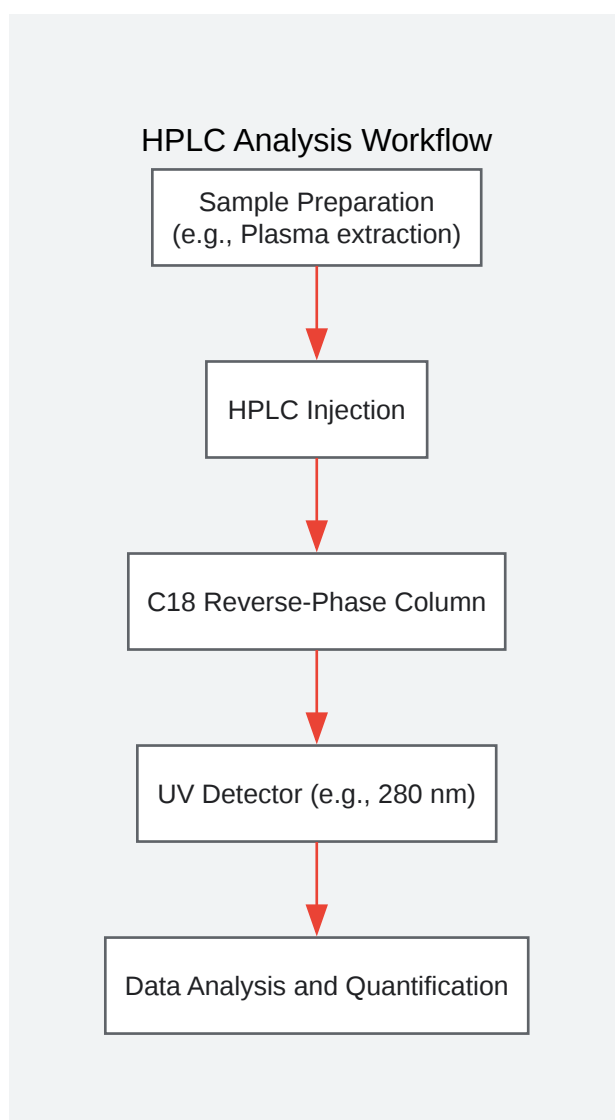 HPLC Analysis Workflow
Sample Preparation
(e.g., Plasma extraction)
HPLC Injection
C18 Reverse-Phase Column
UV Detector (e.g., 280 nm)
Data Analysis and Quantification